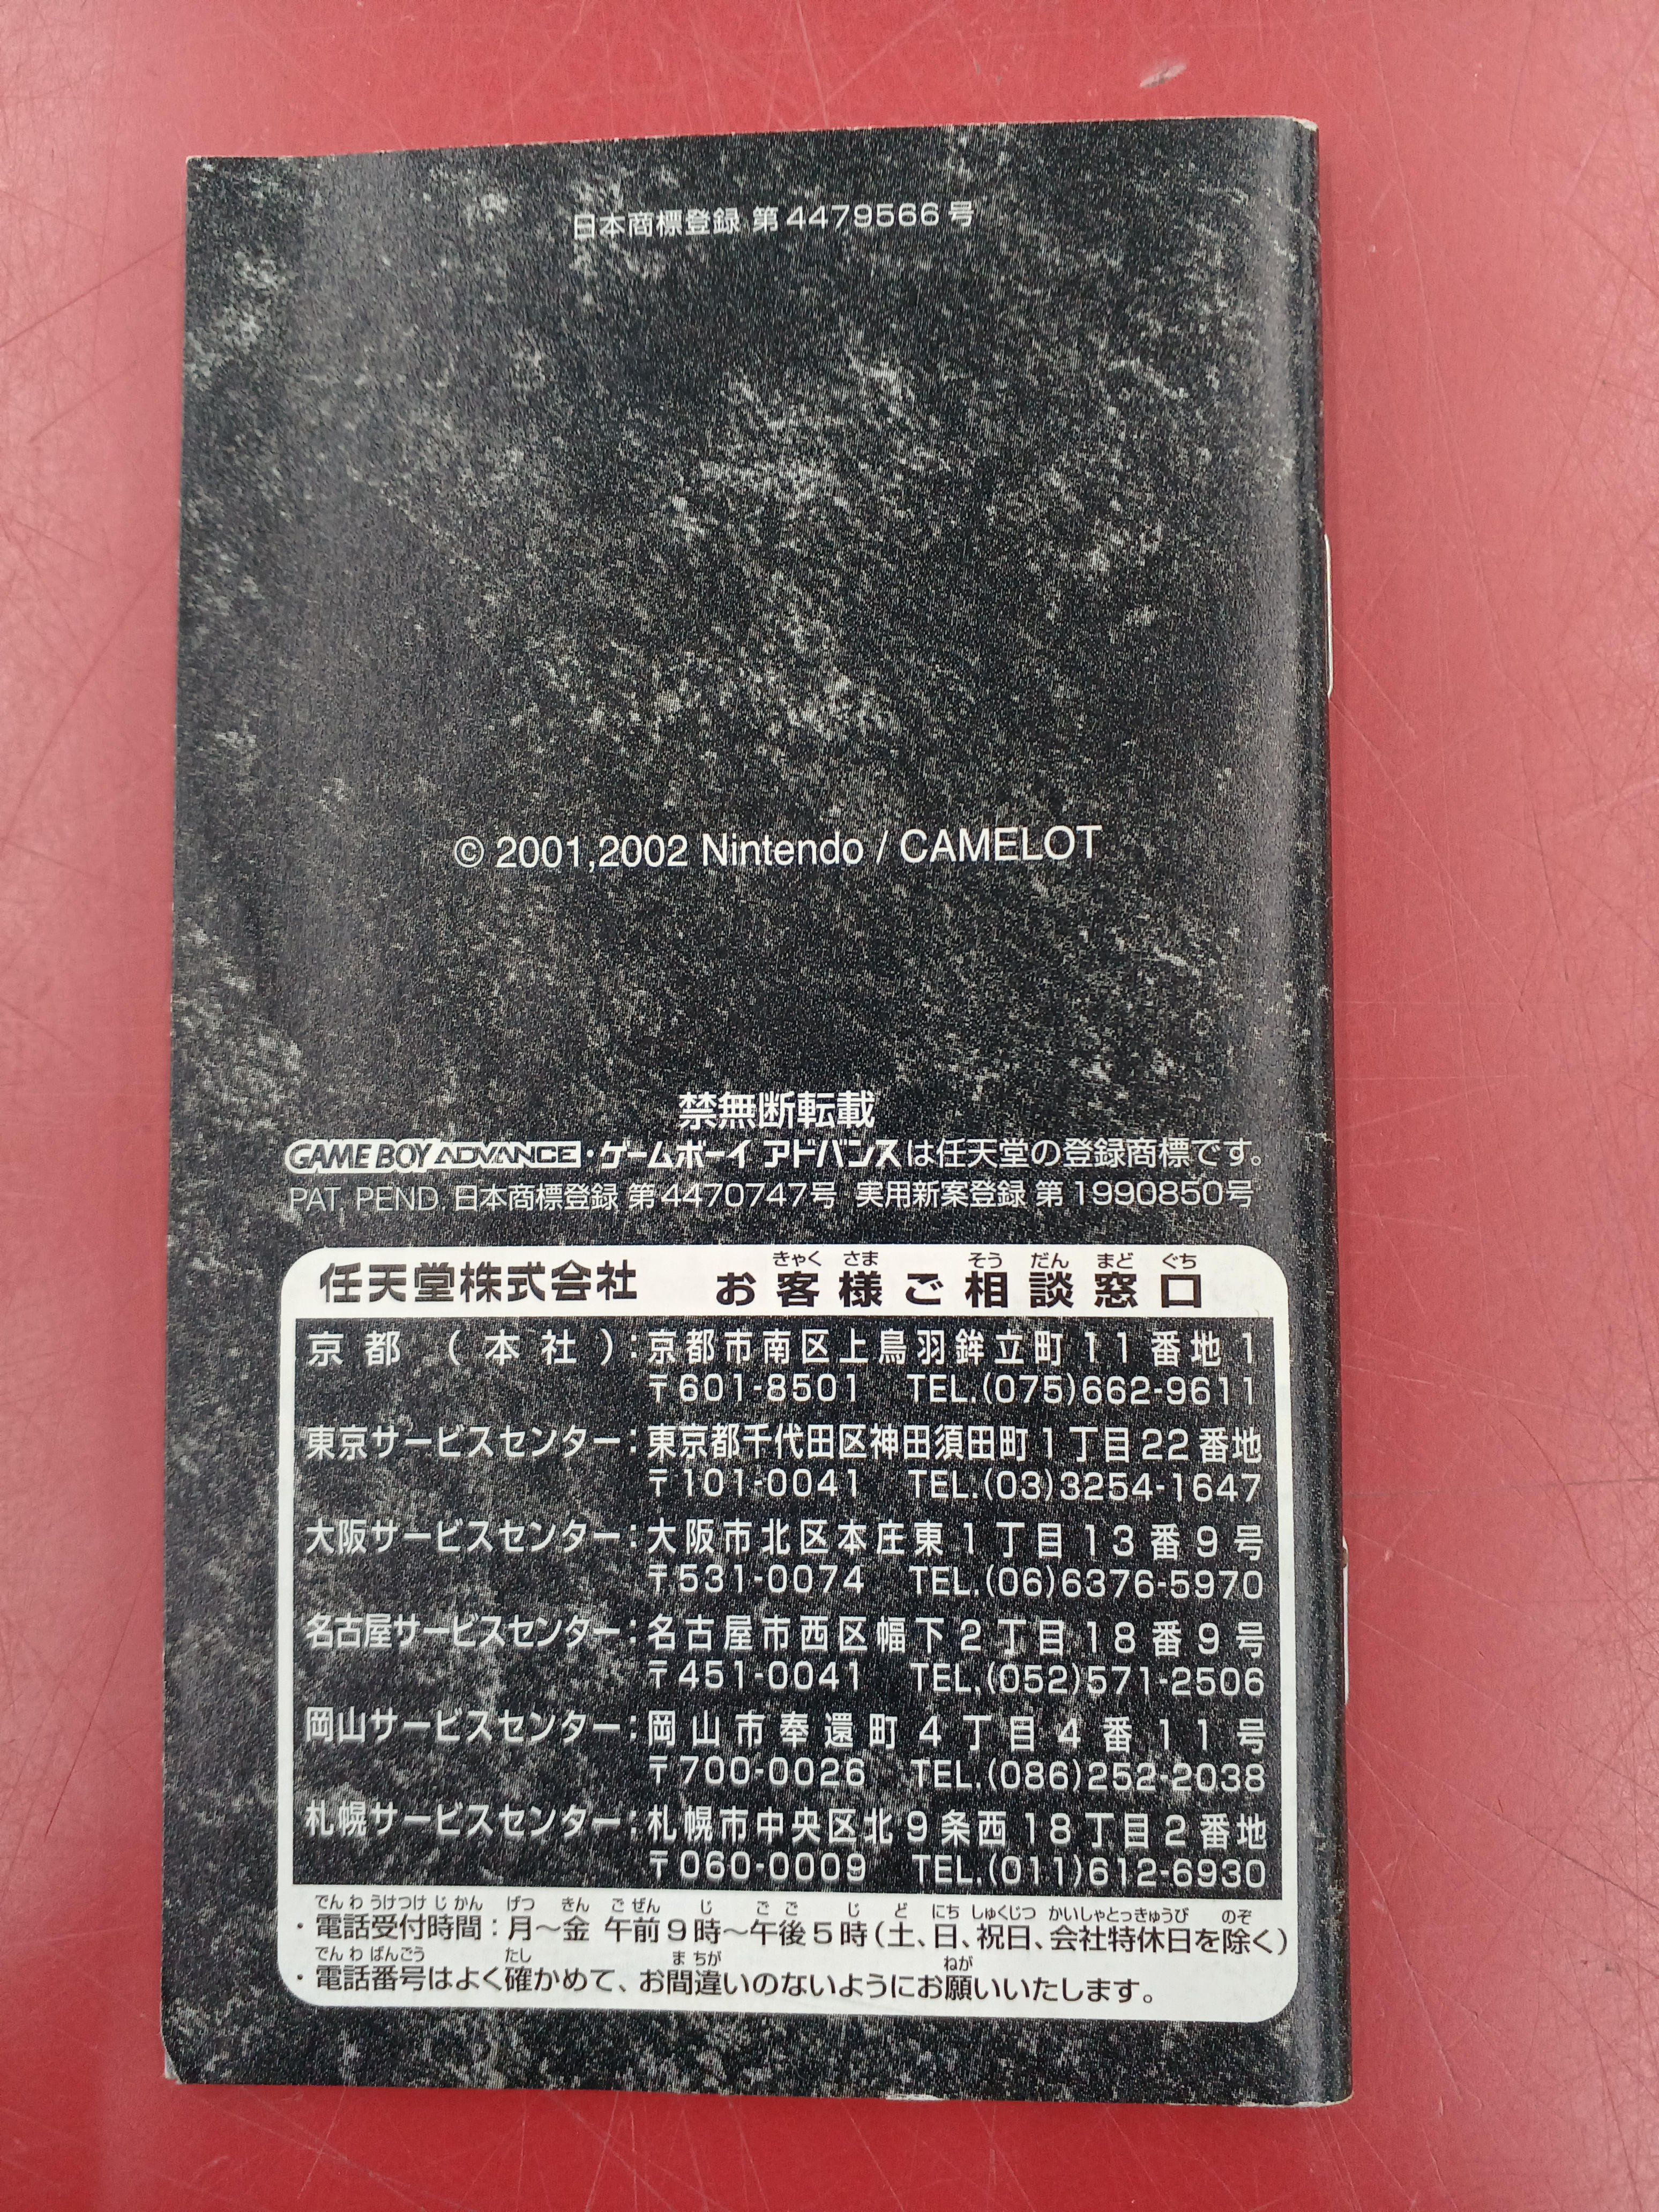 日本商標登録 第4479566号
© 2001,2002 Nintendo / CAMELOT
禁無断転載
GAME BOY ADVANCE・ゲームボーイ アドバンスは任天堂の登録商標です。
PAT. PEND. 日本商標登録 第4470747号 実用新案登録 第1990850号
きゃく さま そう だん まど ぐち
任天堂株式会社 お客様ご相談窓口
京都(本社):京都市南区上鳥羽鉾立町11番地1
〒601-8501 TEL.(075)662-9611
東京サービスセンター:東京都千代田区神田須田町1丁目22番地
〒101-0041 TEL.(03)3254-1647
大阪サービスセンター:大阪市北区本庄東1丁目13番9号
〒531-0074 TEL.(06)6376-5970
名古屋サービスセンター:名古屋市西区幅下2丁目18番9号
〒451-0041 TEL.(052)571-2506
岡山サービスセンター:岡山市奉還町4丁目4番11号
〒700-0026 TEL.(086)252-2038
札幌サービスセンター:札幌市中央区北9条西18丁目2番地
〒060-0009 TEL.(011)612-6930
でんわうけつけじかん げつ きん ごぜん じ ごご じ ど にち しゅくじつ かいしゃとっきゅうび のぞ
・電話受付時間:月～金 午前9時～午後5時(土、日、祝日、会社特休日を除く)
でんわばんごう たし まちが ねが
・電話番号はよく確かめて、お間違いのないようにお願いいたします。